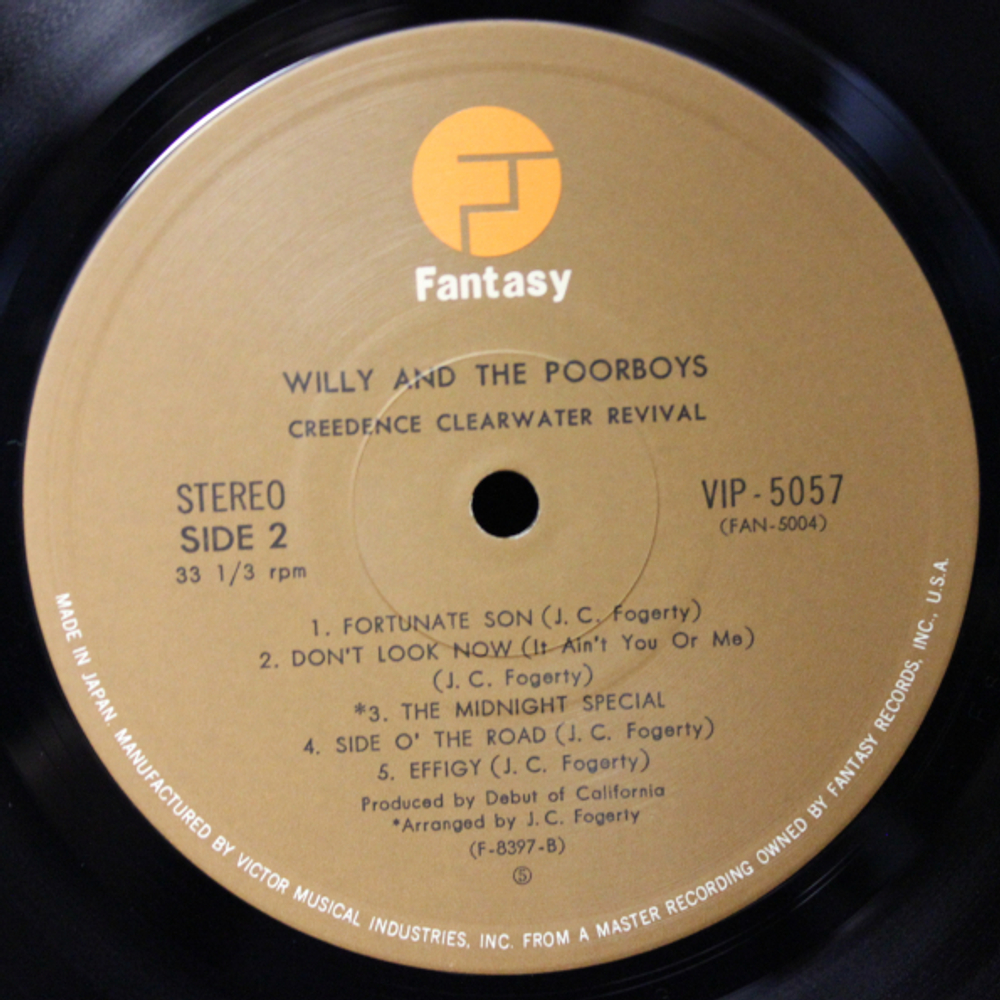 Fantasy
WILLY AND THE POORBOYS
CREEDENCE CLEARWATER REVIVAL
STEREO
SIDE 2
33 1/3 rpm
VIP-5057
(FAN-5004)
1. FORTUNATE SON (J. C. Fogerty)
2. DON'T LOOK NOW (It Ain't You Or Me)
(J. C. Fogerty)
*3. THE MIDNIGHT SPECIAL
4. SIDE O' THE ROAD (J. C. Fogerty)
5. EFFIGY (J. C. Fogerty)
Produced by Debut of California
*Arranged by J. C. Fogerty
(F-8397-B)
Ⓢ
MADE IN JAPAN. MANUFACTURED BY VICTOR MUSICAL INDUSTRIES, INC. FROM A MASTER RECORDING OWNED BY FANTASY RECORDS, INC., U.S.A.